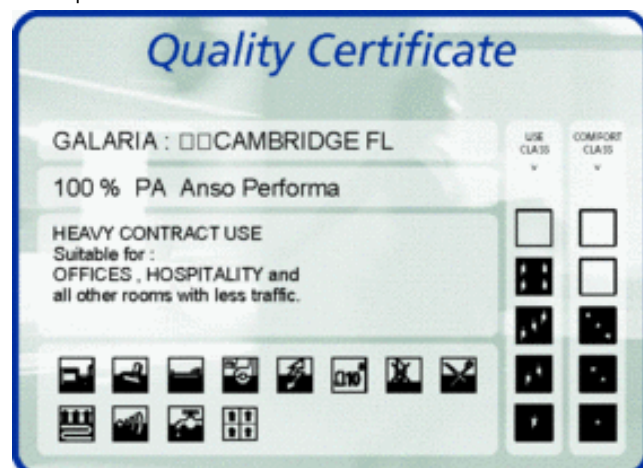 Quality Certificate
GALARIA : □□CAMBRIDGE FL
USE CLASS
COMFORT CLASS
100 % PA Anso Performa
HEAVY CONTRACT USE
Suitable for :
OFFICES , HOSPITALITY and
all other rooms with less traffic.